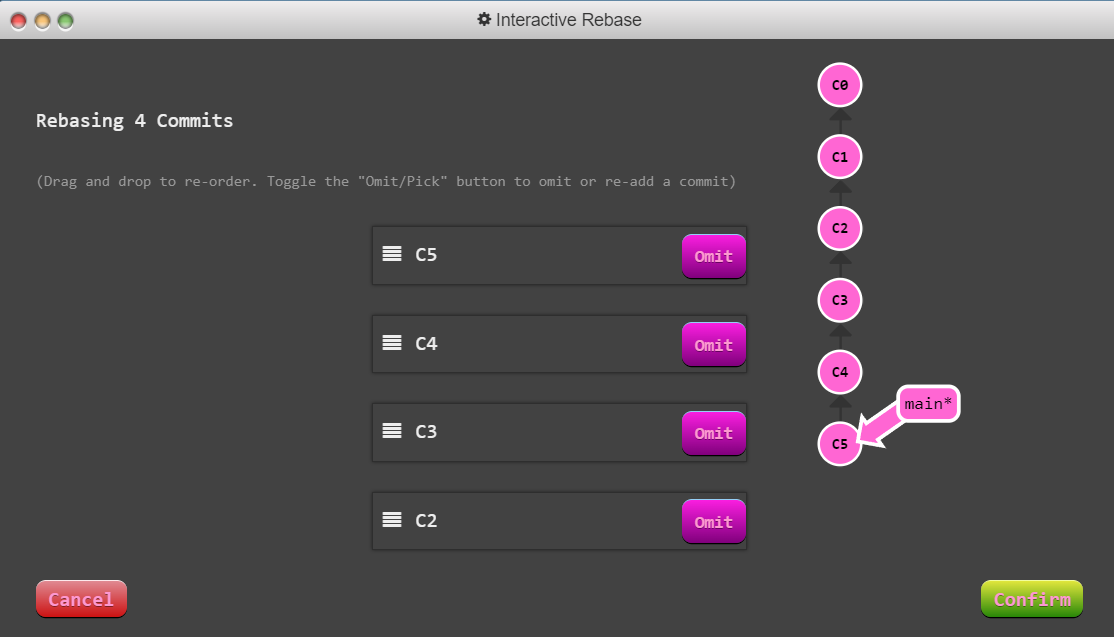 Interactive Rebase
Rebasing 4 Commits
(Drag and drop to re-order. Toggle the "Omit/Pick" button to omit or re-add a commit)
C5 Omit
C4 Omit
C3 Omit
C2 Omit
Cancel
Confirm
C0
C1
C2
C3
C4
main*
C5